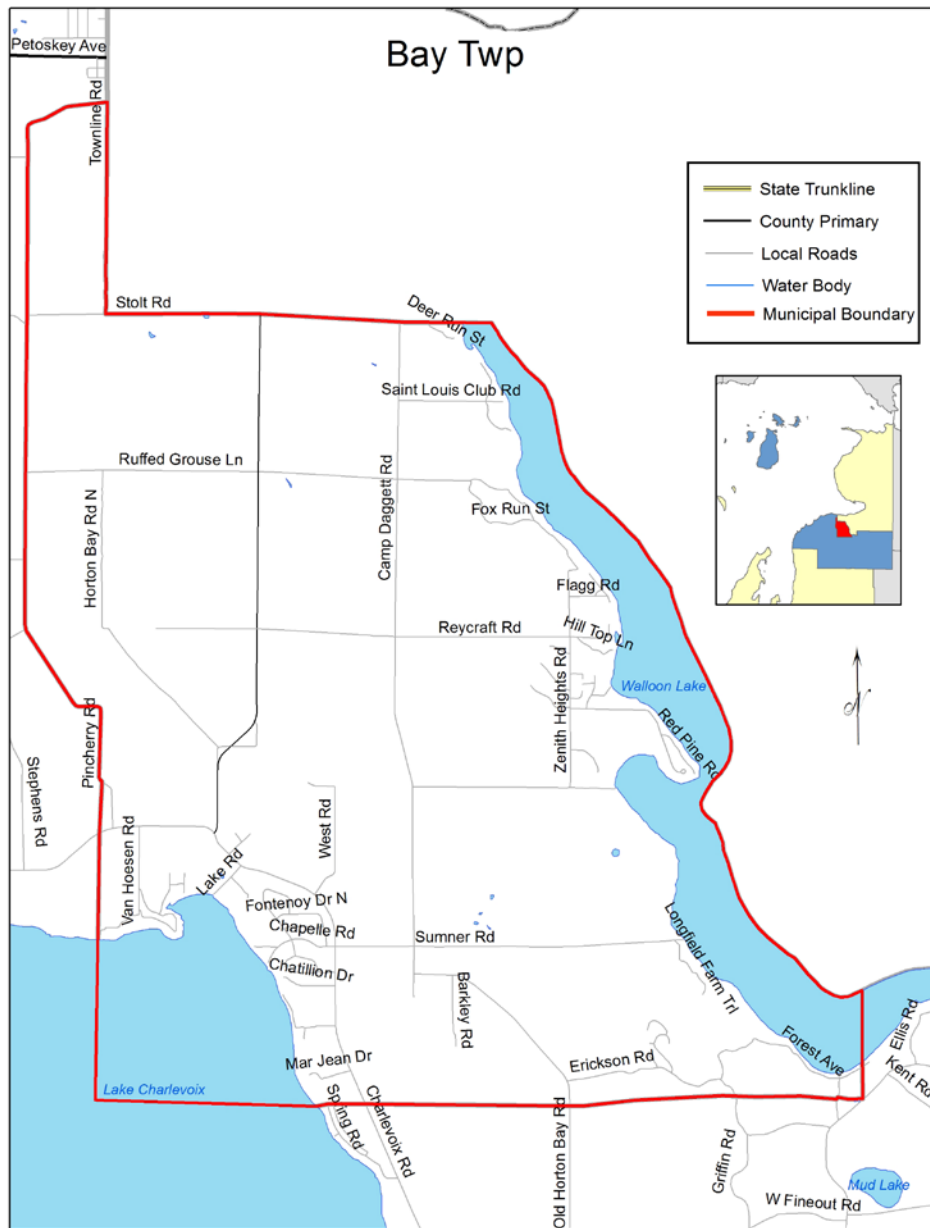 Petoskey Ave
Bay Twp
Townline Rd
State Trunkline
County Primary
Local Roads
Water Body
Municipal Boundary
Stolt Rd
Deer Run St
Saint Louis Club Rd
Ruffed Grouse Ln
Horton Bay Rd N
Camp Daggett Rd
Fox Run St
Flagg Rd
Reycraft Rd
Hill Top Ln
Walloon Lake
Zenith Heights Rd
Red Pine Rd
N
Pincherry Rd
Stephens Rd
Van Hoesen Rd
Lake Rd
West Rd
Fontenoy Dr N
Chapelle Rd
Sumner Rd
Chatillion Dr
Barkley Rd
Longfield Farm Trl
Mar Jean Dr
Erickson Rd
Forest Ave
Ellis Rd
Kent Rd
Lake Charlevoix
Spring Rd
Charlevoix Rd
Old Horton Bay Rd
Griffin Rd
Mud Lake
W Fineout Rd